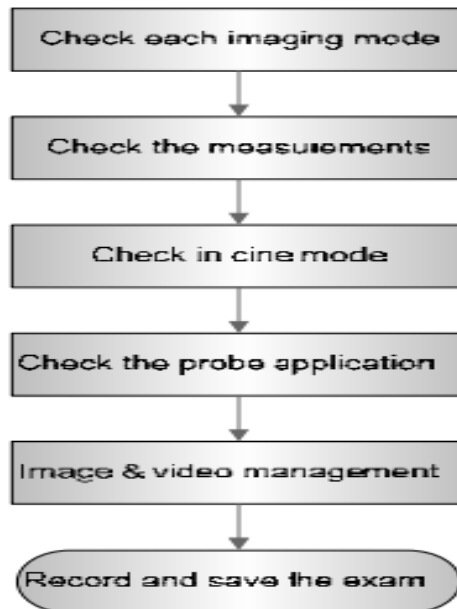 Check each imaging mode
Check the measurements
Check in cine mode
Check the probe application
Image & video management
Record and save the exam